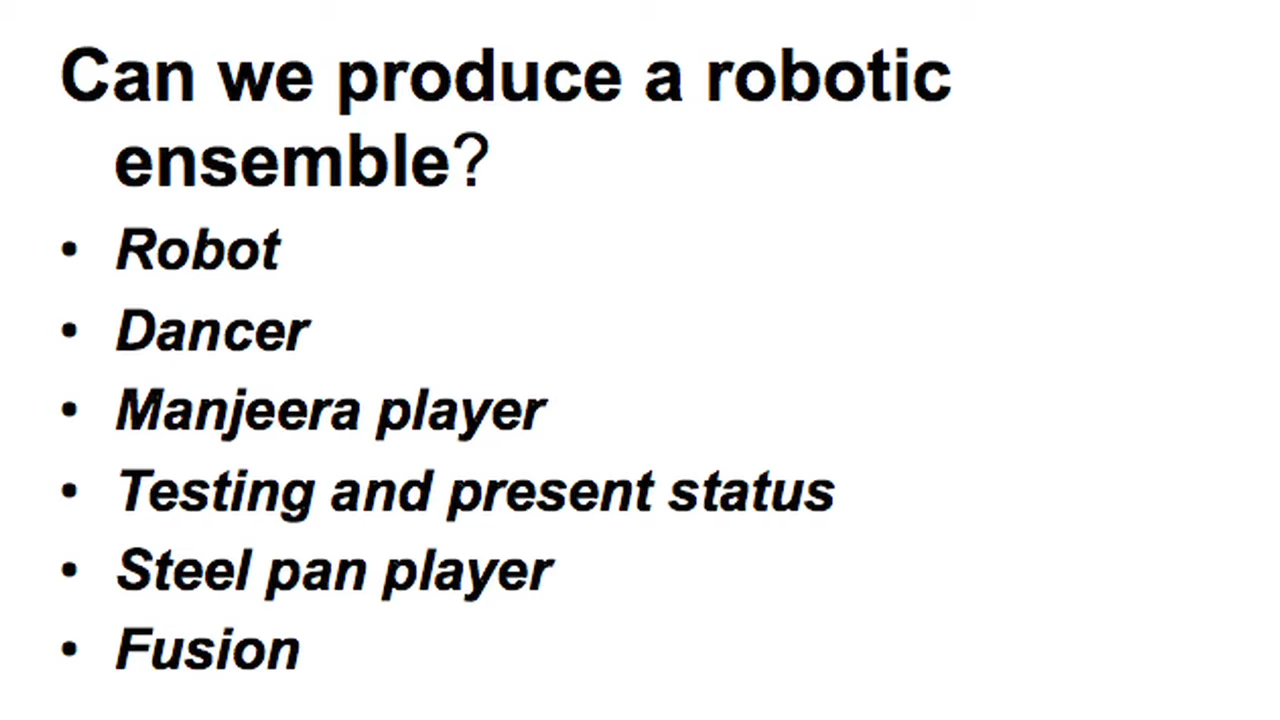 Can we produce a robotic
ensemble?
• Robot
• Dancer
• Manjeera player
• Testing and present status
• Steel pan player
• Fusion